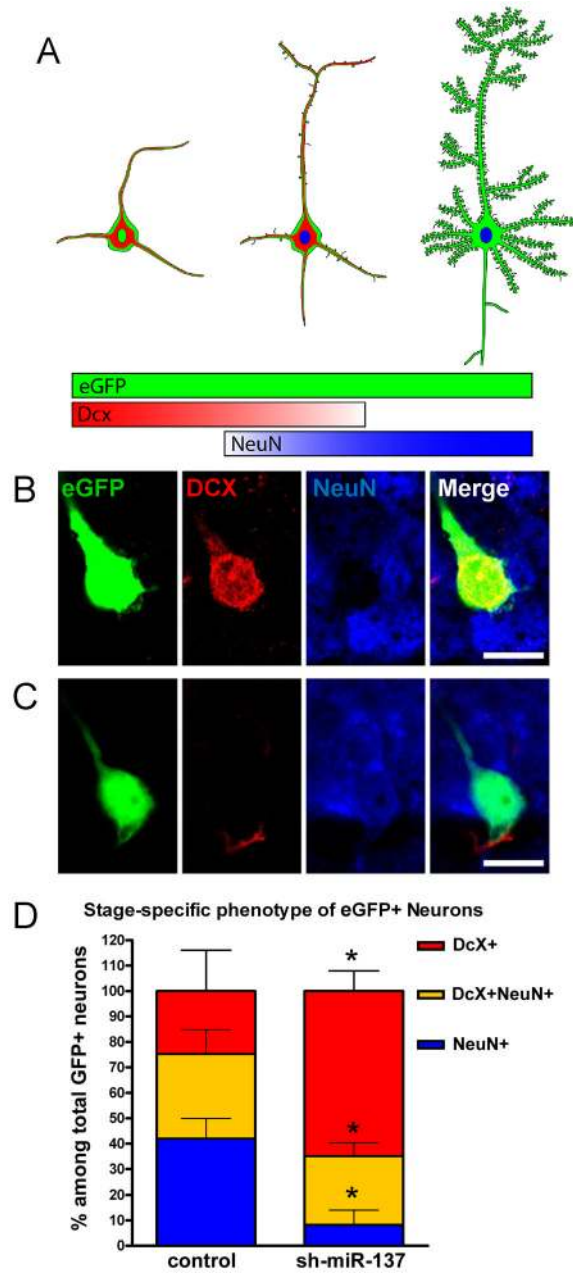 A
eGFP
Dcx
NeuN
B
eGFP DCX NeuN Merge
C
D
Stage-specific phenotype of eGFP+ Neurons
% among total GFP+ neurons
120
110
100
90
80
70
60
50
40
30
20
10
0
*
*
*
control sh-miR-137
DcX+
DcX+NeuN+
NeuN+